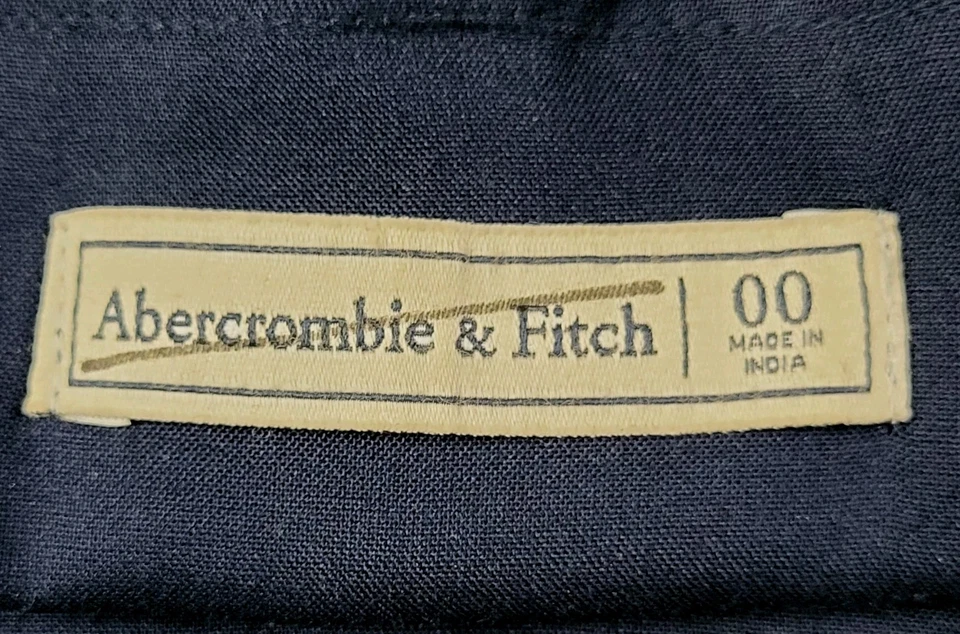 Abercrombie & Fitch
00
MADE IN
INDIA